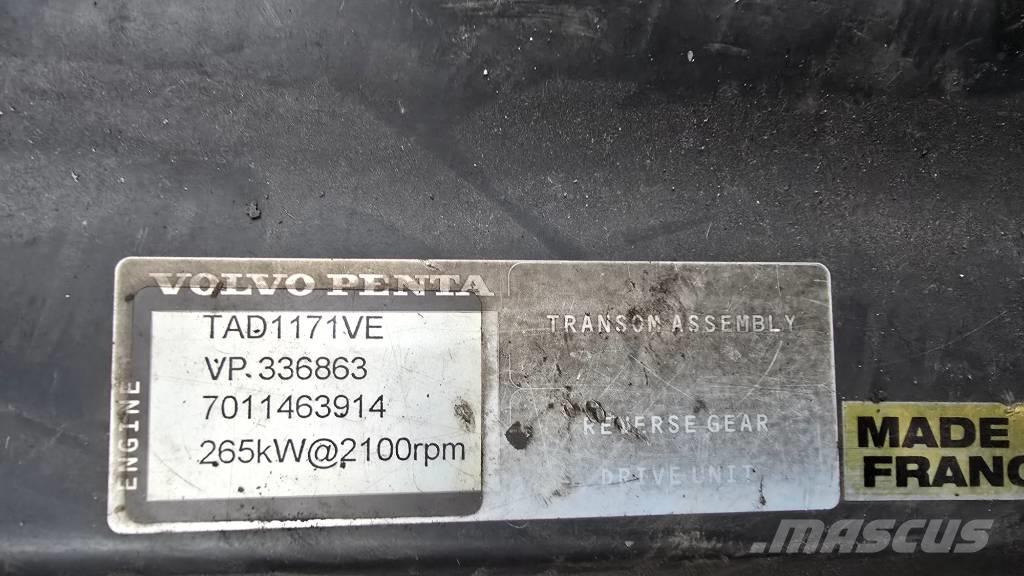 VOLVO PENTA
ENGINE
TAD1171VE
VP 336863
7011463914
265kW@2100rpm
TRANSOM ASSEMBLY
REVERSE GEAR
DRIVE UNIT
MADE
FRANC
MASCUS